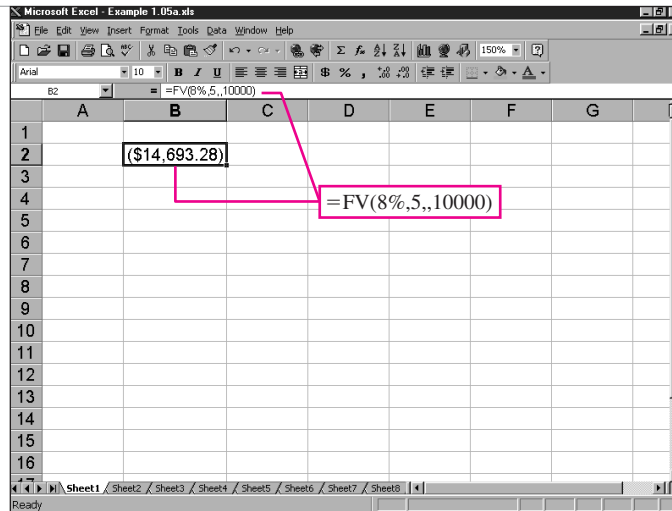 Microsoft Excel - Example 1.05a.xls
File Edit View Insert Format Tools Data Window Help
150%
Arial 10 B I U $ % ,
B2 = =FV(8%,5,,10000)
A B C D E F G
1
2 ($14,693.28)
3
4 =FV(8%,5,,10000)
5
6
7
8
9
10
11
12
13
14
15
16
17
Sheet1 Sheet2 Sheet3 Sheet4 Sheet5 Sheet6 Sheet7 Sheet8
Ready